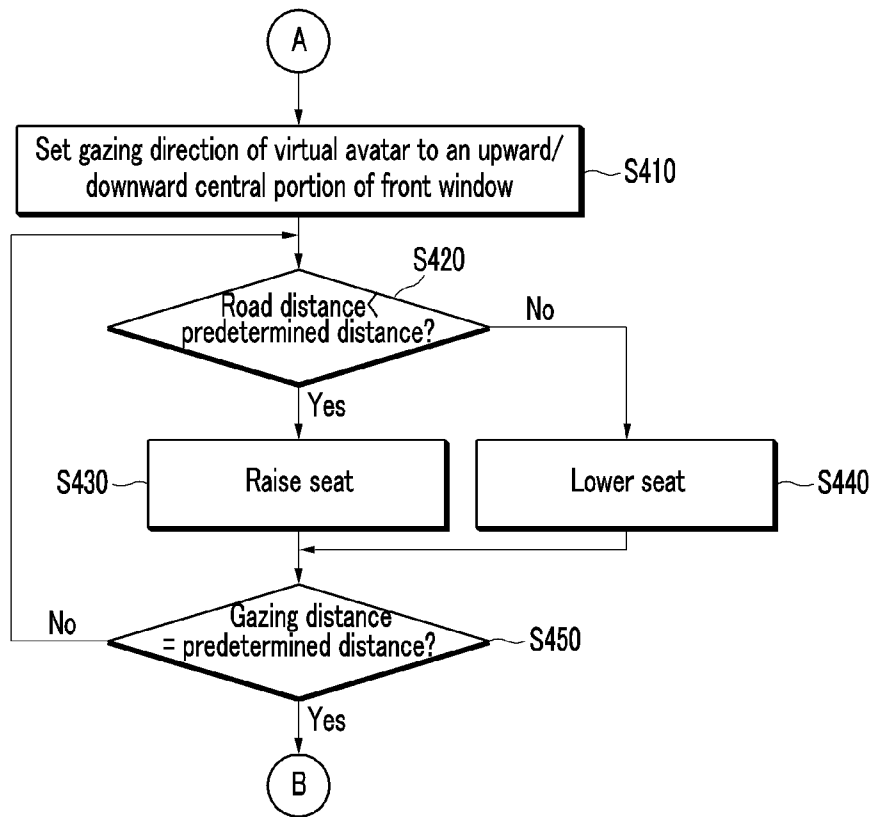 A
Set gazing direction of virtual avatar to an upward/
downward central portion of front window
S410
S420
Road distance<
predetermined distance?
No
Yes
S430
Raise seat
Lower seat
S440
No
Gazing distance
= predetermined distance?
S450
Yes
B